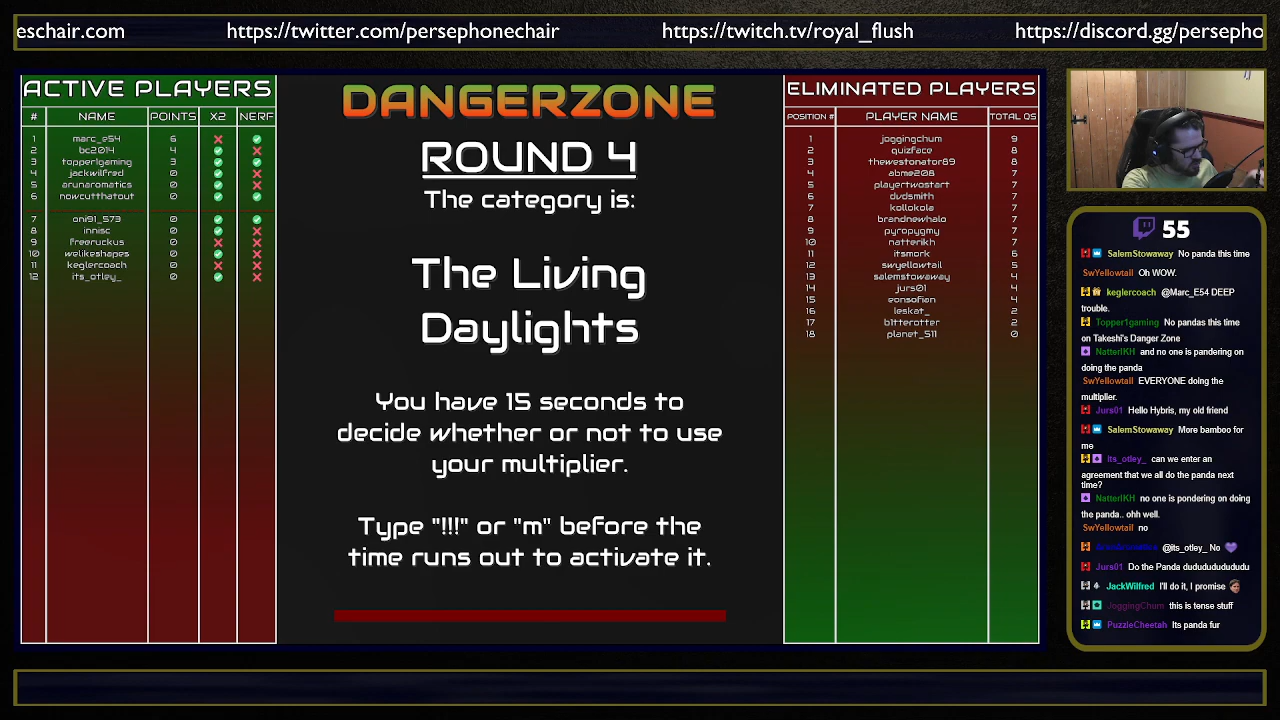 eschair.com https://twitter.com/persephonechair https://twitch.tv/royal_flush https://discord.gg/persepho
ACTIVE PLAYERS
# NAME POINTS X2 NERF
1 marc_e54 6
2 bc2014 4
3 topper1gaming 3
4 jackwilfred 0
5 arunaromatics 0
6 nowcutthatout 0
7 oni91_573 0
8 innisc 0
9 freeruckus 0
10 welikeshapes 0
11 keglercoach 0
12 its_otley_ 0
DANGERZONE
ROUND 4
The category is:
The Living
Daylights
You have 15 seconds to
decide whether or not to use
your multiplier.
Type "!!!" or "m" before the
time runs out to activate it.
ELIMINATED PLAYERS
POSITION # PLAYER NAME TOTAL QS
1 joggingchum 9
2 quizface 8
3 thewestonator89 8
4 abme208 7
5 playertwostart 7
6 dvdsmith 7
7 kollokola 7
8 brandnewhalo 7
9 pyropygmy 7
10 natterikh 7
11 itsmork 6
12 swyellowtail 5
13 salemstowaway 4
14 jurs01 4
15 eonsofian 4
16 leskat_ 2
17 b1tterotter 2
18 planet_511 0
55
SalemStowaway No panda this time
SwYellowtail Oh WOW.
keglercoach @Marc_E54 DEEP
trouble.
Topper1gaming No pandas this time
on Takeshi's Danger Zone
NatterIKH and no one is pandering on
doing the panda
SwYellowtail EVERYONE doing the
multiplier.
Jurs01 Hello Hybris, my old friend
SalemStowaway More bamboo for
me
Its_otley_ can we enter an
agreement that we all do the panda next
time?
NatterIKH no one is pondering on doing
the panda.. ohh well.
SwYellowtail no
@Its_otley_ No
Jurs01 Do the Panda dudududududu
JackWilfred I'll do it, I promise
JoggingChum this is tense stuff
PuzzleCheetah Its panda fur